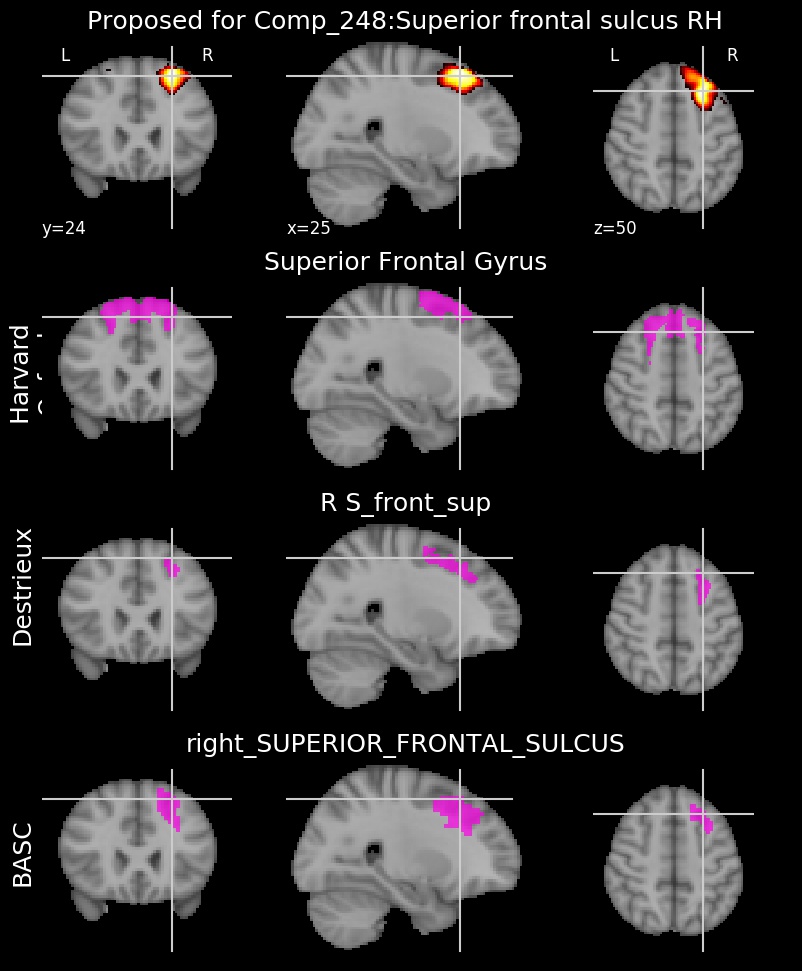 Proposed for Comp_248:Superior frontal sulcus RH
L R L R
y=24 x=25 z=50
Superior Frontal Gyrus
Harvard
R S_front_sup
Destrieux
right_SUPERIOR_FRONTAL_SULCUS
BASC